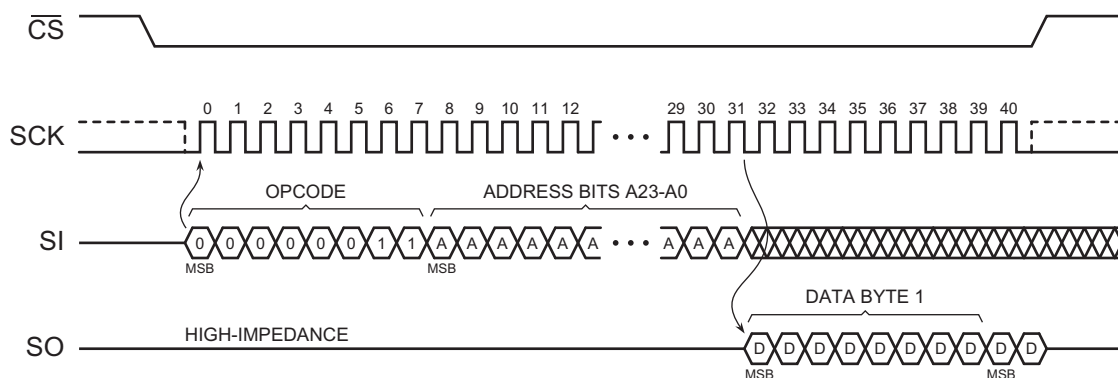 CS
0 1 2 3 4 5 6 7 8 9 10 11 12 29 30 31 32 33 34 35 36 37 38 39 40
SCK
OPCODE ADDRESS BITS A23-A0
SI 0 0 0 0 0 0 1 1 A A A A A A A A A
MSB MSB
DATA BYTE 1
HIGH-IMPEDANCE
SO D D D D D D D D D D
MSB MSB